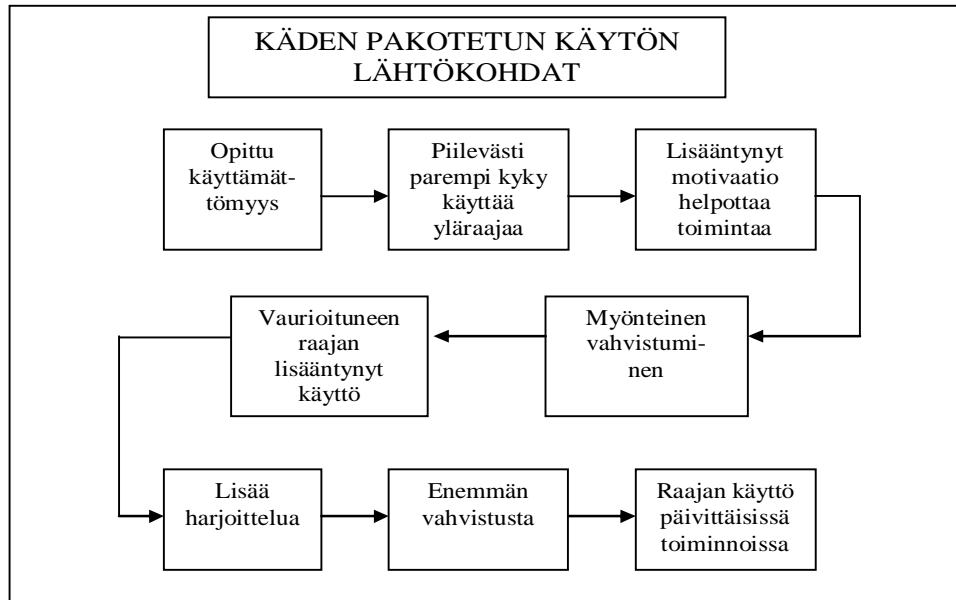 KÄDEN PAKOTETUN KÄYTÖN
LÄHTÖKOHDAT
Opittu
käyttämät-
tömyys
Piilevästi
parempi kyky
käyttää
yläraajaa
Lisääntynyt
motivaatio
helpottaa
toimintaa
Myönteinen
vahvistumi-
nen
Vaurioituneen
raajan
lisääntynyt
käyttö
Lisää
harjoittelua
Enemmän
vahvistusta
Raajan käyttö
päivittäisissä
toiminnoissa